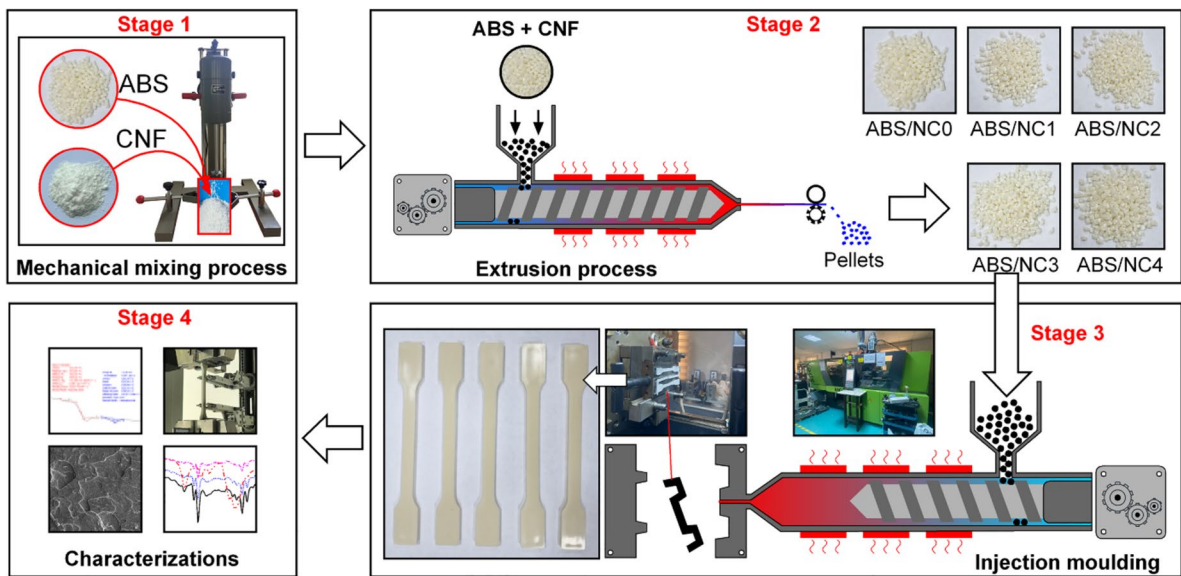 Stage 1
ABS
CNF
Mechanical mixing process
ABS + CNF
Stage 2
Extrusion process
Pellets
ABS/NC0
ABS/NC1
ABS/NC2
ABS/NC3
ABS/NC4
Stage 3
Injection moulding
Stage 4
Characterizations